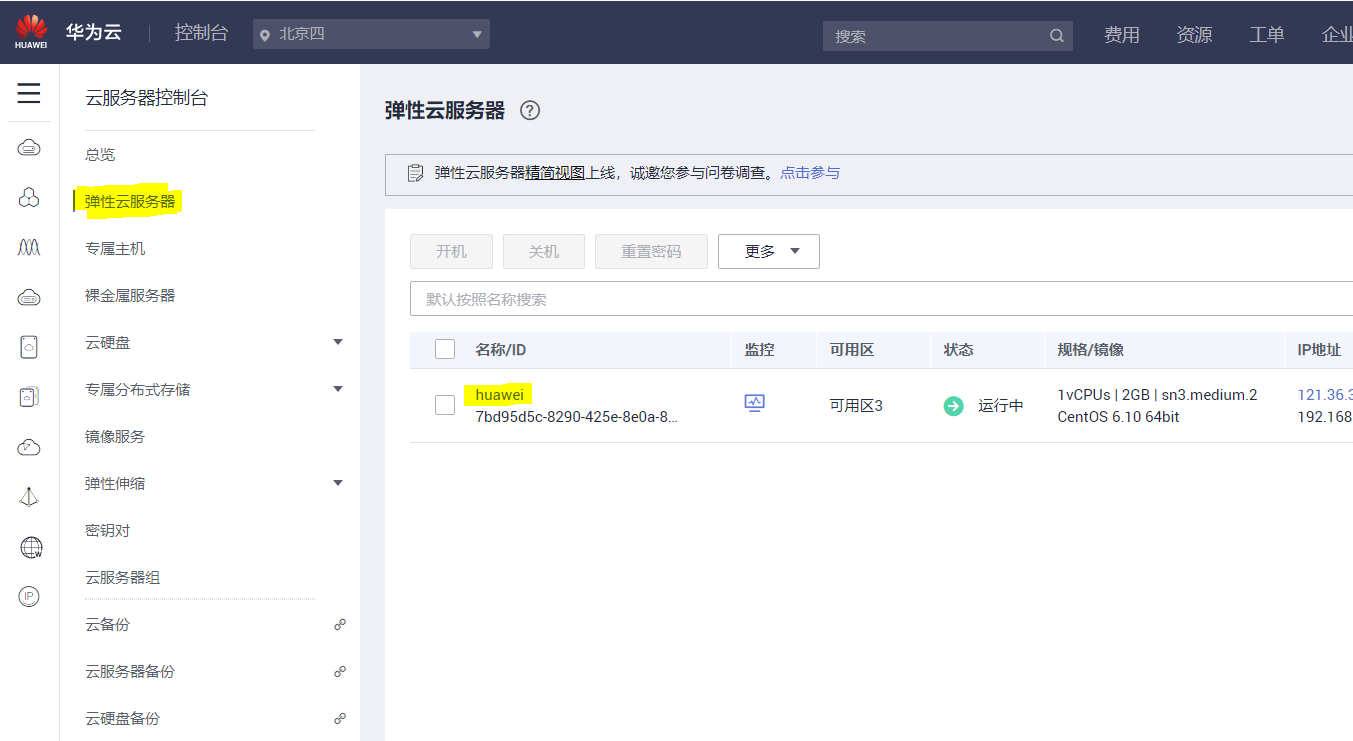 HUAWEI
华为云
控制台
北京四
搜索
费用
资源
工单
企业
云服务器控制台
总览
弹性云服务器
专属主机
裸金属服务器
云硬盘
专属分布式存储
镜像服务
弹性伸缩
密钥对
云服务器组
云备份
云服务器备份
云硬盘备份
W
IP
弹性云服务器 ?
弹性云服务器精简视图上线，诚邀您参与问卷调查。点击参与
开机
关机
重置密码
更多
默认按照名称搜索
名称/ID 监控 可用区 状态 规格/镜像 IP地址
huawei
7bd95d5c-8290-425e-8e0a-8...
可用区3
运行中
1vCPUs | 2GB | sn3.medium.2
CentOS 6.10 64bit
121.36.3
192.168